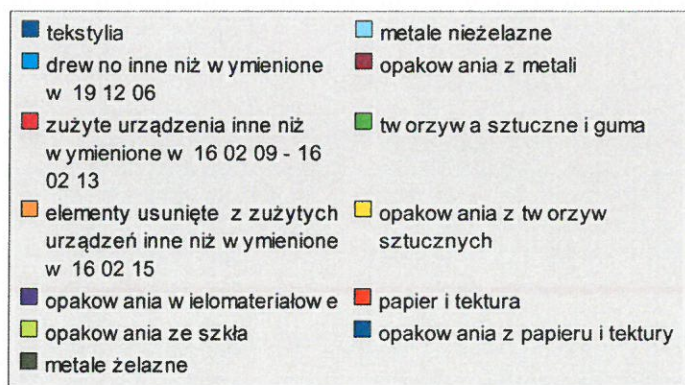 tekstylia
drewno inne niż wymienione
w 19 12 06
zużyte urządzenia inne niż
wymienione w 16 02 09 - 16
02 13
elementy usunięte z zużytych
urządzeń inne niż wymienione
w 16 02 15
opakowania wielomateriałowe
opakowania ze szkła
metale żelazne
metale nieżelazne
opakowania z metali
tworzywa sztuczne i guma
opakowania z tworzyw
sztucznych
papier i tektura
opakowania z papieru i tektury